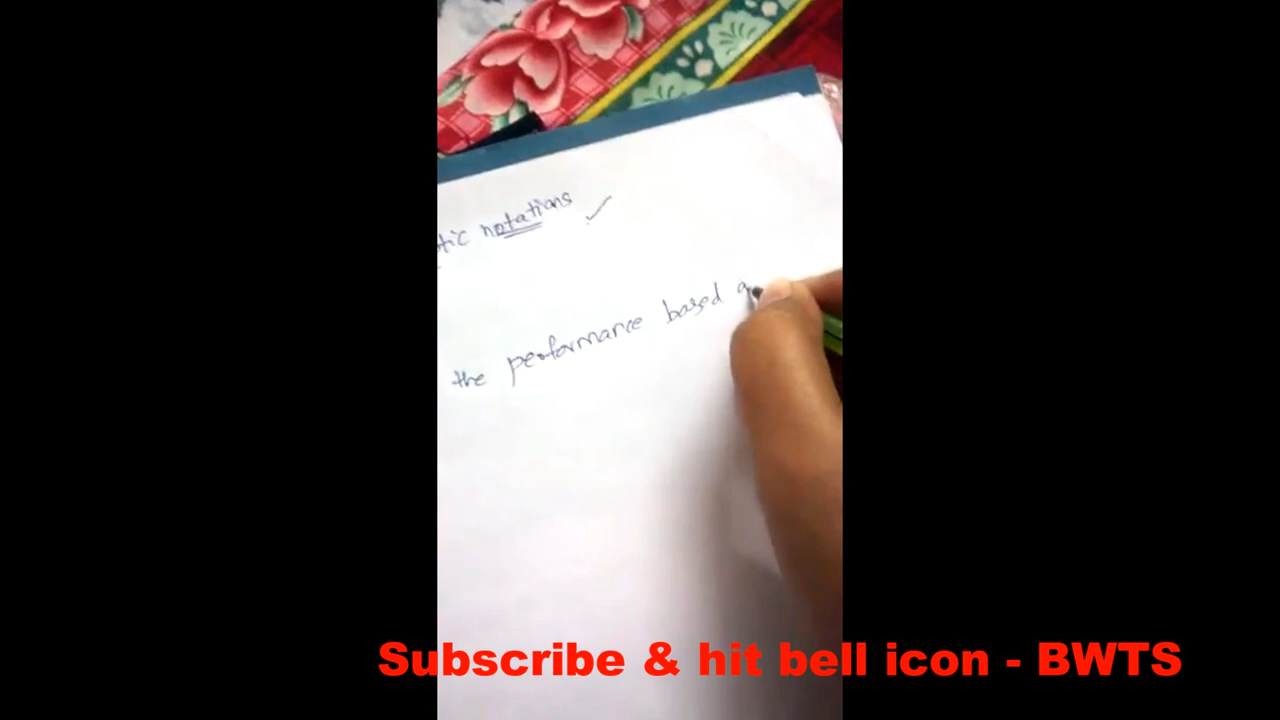 tic notations
the performance based
Subscribe & hit bell icon - BWTS